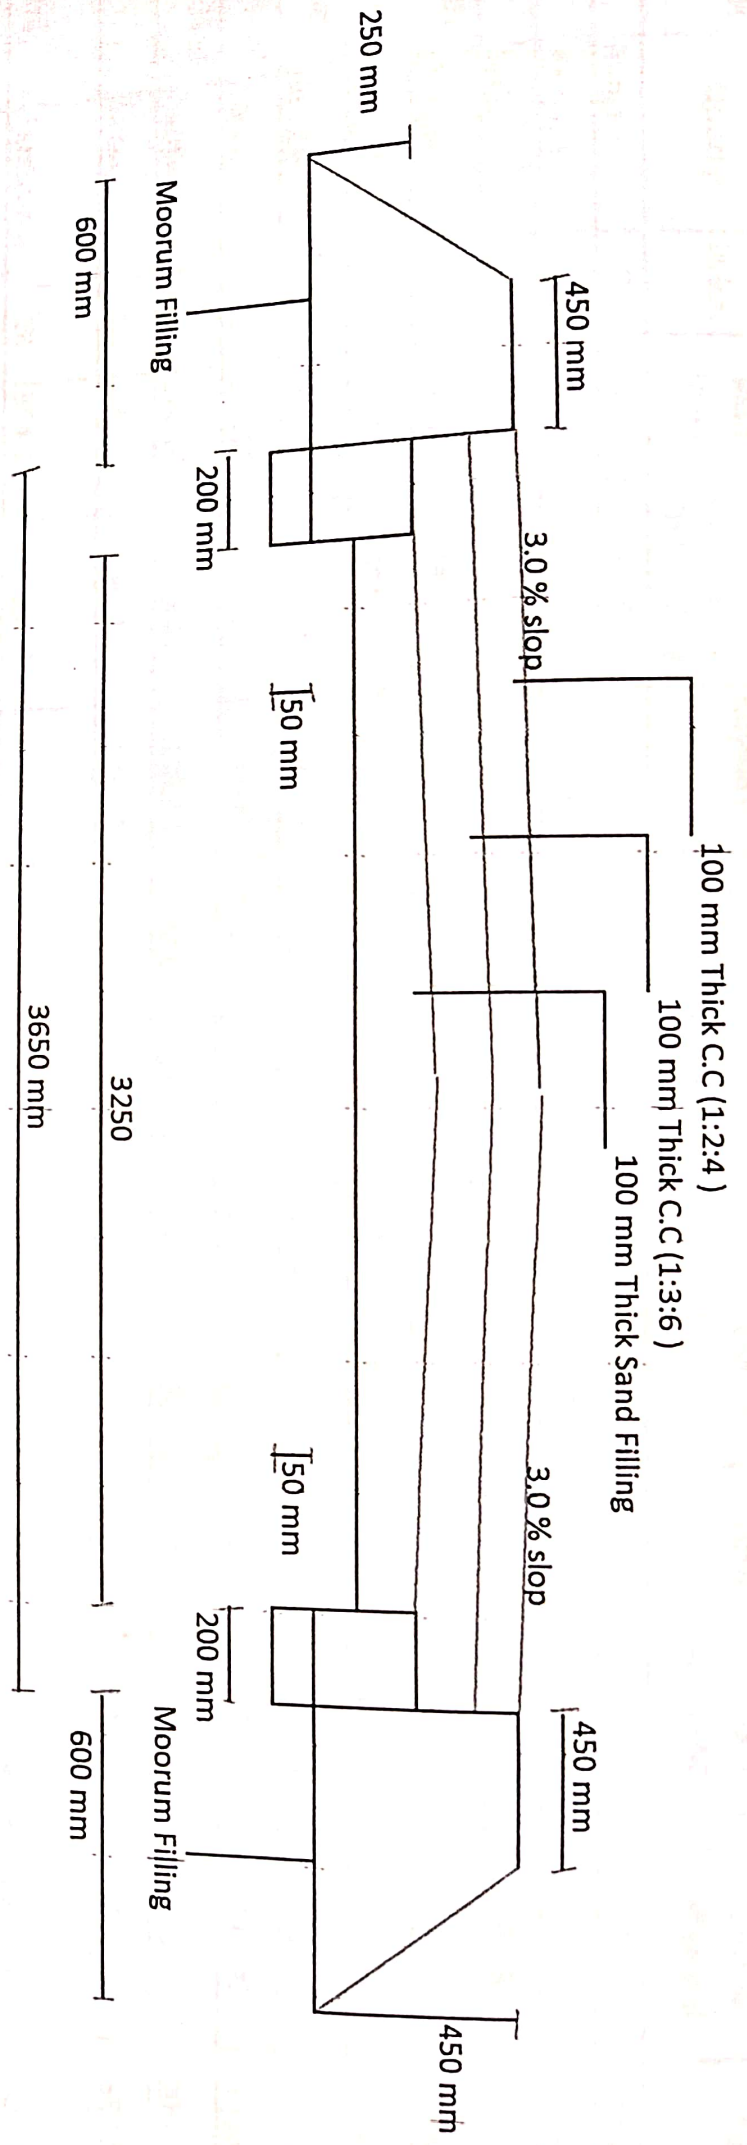 100 mm Thick C.C (1:2:4 )
100 mm Thick C.C (1:3:6 )
100 mm Thick Sand Filling
450 mm
3.0 % slop
3.0 % slop
450 mm
250 mm
450 mm
50 mm
50 mm
Moorum Filling
200 mm
200 mm
Moorum Filling
600 mm
3250
600 mm
3650 mm